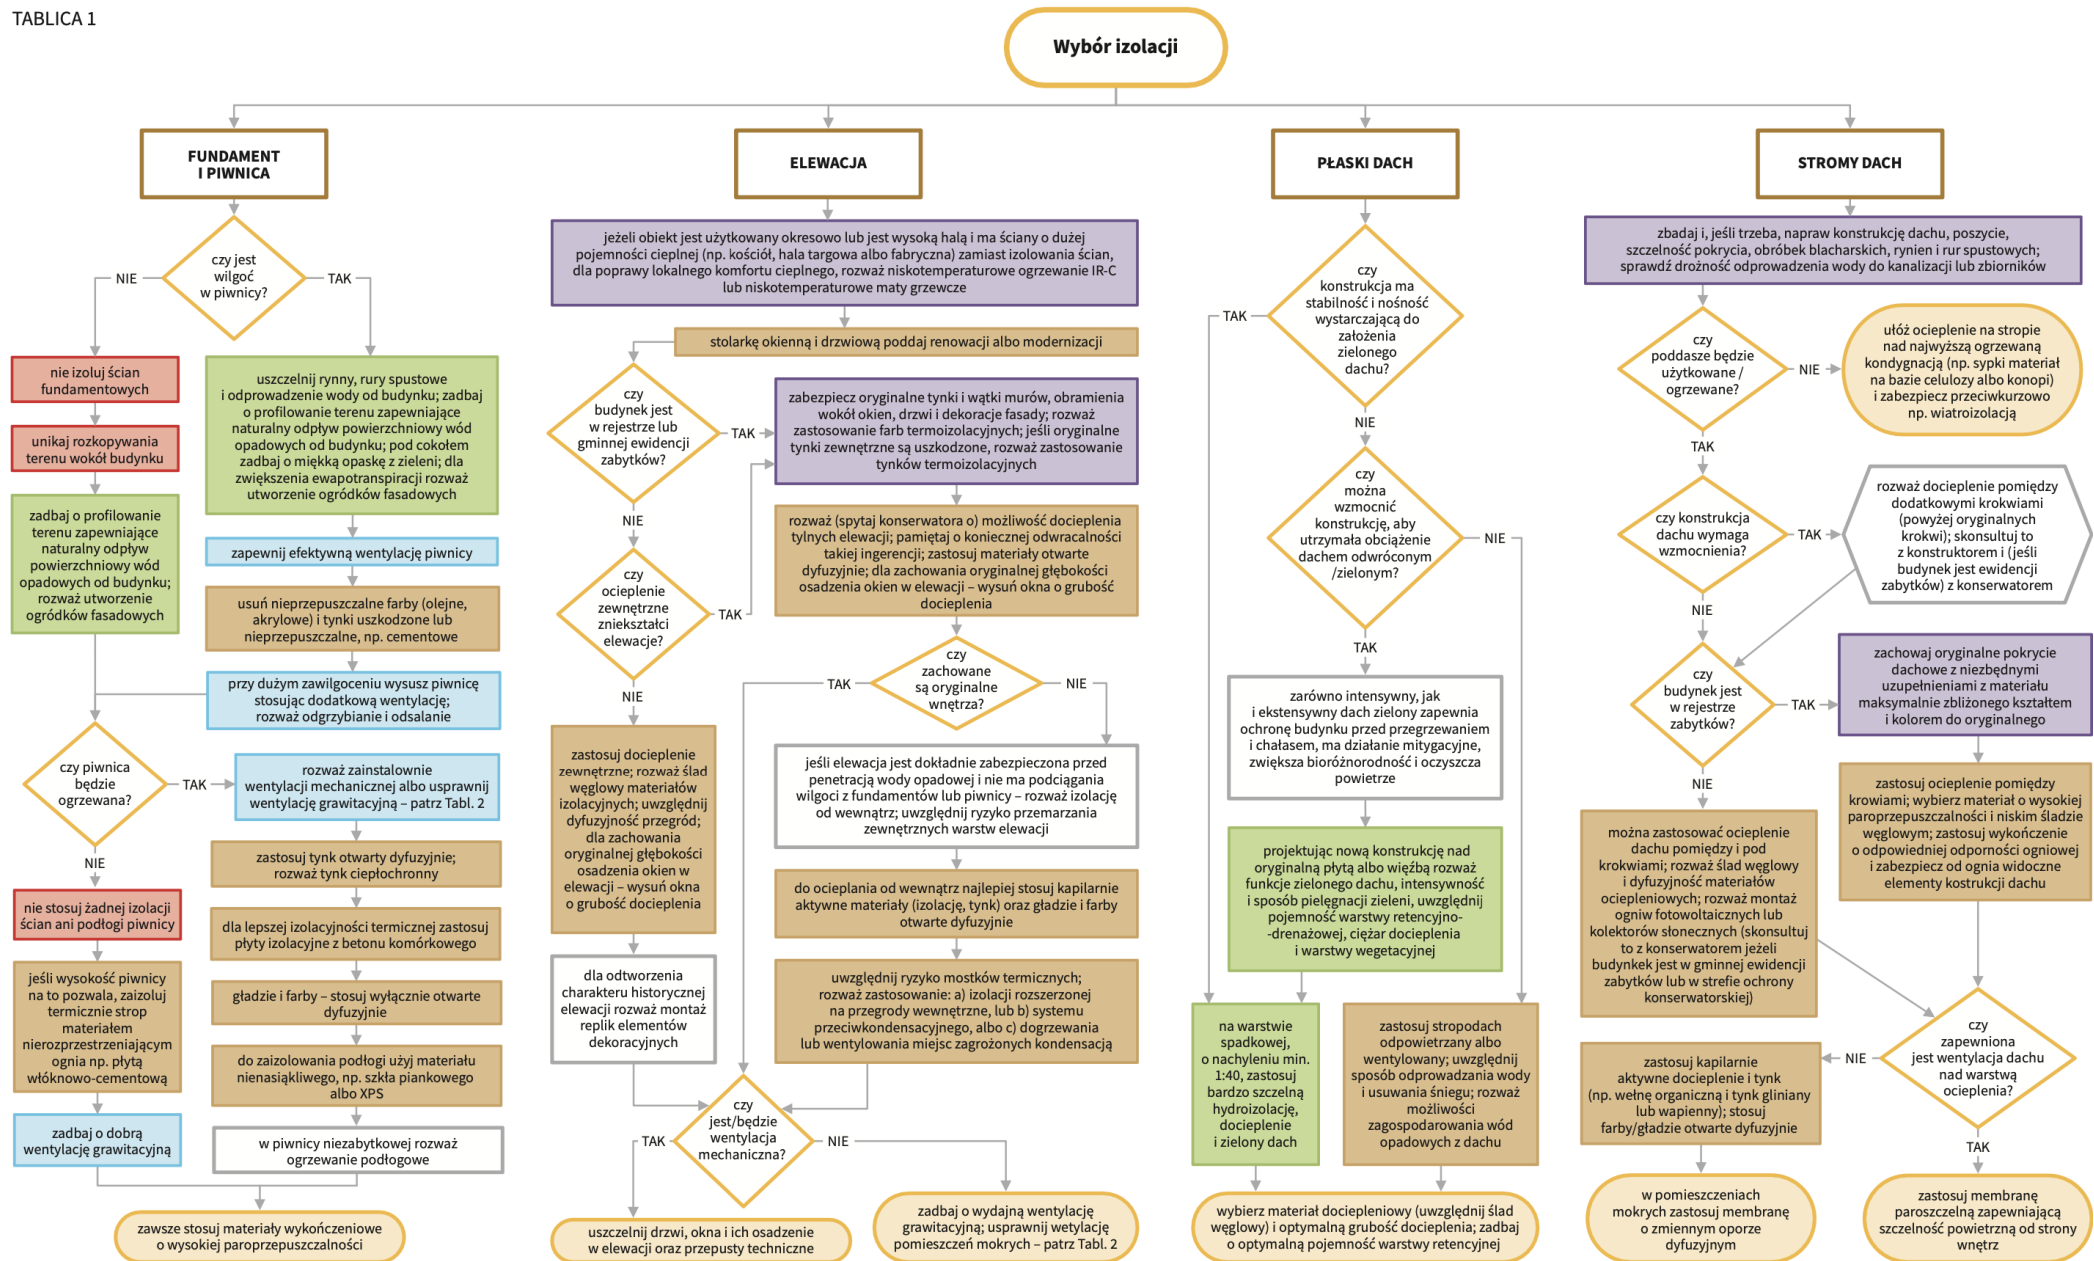 TABLICA 1
Wybór izolacji
FUNDAMENT
I PIWNICA
czy jest
wilgoć
w piwnicy?
NIE
TAK
nie izoluj ścian
fundamentowych
unikaj rozkopywania
terenu wokół budynku
zadbaj o profilowanie
terenu zapewniające
naturalny odpływ
powierzchniowy wód
opadowych od budynku;
rozważ utworzenie
ogródków fasadowych
uszczelnij rynny, rury spustowe
i odprowadzenie wody od budynku; zadbaj
o profilowanie terenu zapewniające
naturalny odpływ powierzchniowy wód
opadowych od budynku; pod cokołem
zadbaj o miękką opaskę z zieleni; dla
zwiększenia ewapotranspiracji rozważ
utworzenie ogródków fasadowych
zapewnij efektywną wentylację piwnicy
usuń nieprzepuszczalne farby (olejne,
akrylowe) i tynki uszkodzone lub
nieprzepuszczalne, np. cementowe
przy dużym zawilgoceniu wysusz piwnicę
stosując dodatkową wentylację;
rozważ odgrzybianie i odsalanie
czy piwnica
będzie
ogrzewana?
TAK
NIE
rozważ zainstalownie
wentylacji mechanicznej albo usprawnij
wentylację grawitacyjną – patrz Tabl. 2
zastosuj tynk otwarty dyfuzyjnie;
rozważ tynk ciepłochronny
dla lepszej izolacyjności termicznej zastosuj
płyty izolacyjne z betonu komórkowego
gładzie i farby – stosuj wyłącznie otwarte
dyfuzyjnie
do zaizolowania podłogi użyj materiału
nienasiąkliwego, np. szkła piankowego
albo XPS
w piwnicy niezabytkowej rozważ
ogrzewanie podłogowe
nie stosuj żadnej izolacji
ścian ani podłogi piwnicy
jeśli wysokość piwnicy
na to pozwala, zaizoluj
termicznie strop
materiałem
nierozprzestrzeniającym
ognia np. płytą
włóknowo-cementową
zadbaj o dobrą
wentylację grawitacyjną
zawsze stosuj materiały wykończeniowe
o wysokiej paroprzepuszczalności
ELEWACJA
jeżeli obiekt jest użytkowany okresowo lub jest wysoką halą i ma ściany o dużej
pojemności cieplnej (np. kościół, hala targowa albo fabryczna) zamiast izolowania ścian,
dla poprawy lokalnego komfortu cieplnego, rozważ niskotemperaturowe ogrzewanie IR-C
lub niskotemperaturowe maty grzewcze
stolarkę okienną i drzwiową poddaj renowacji albo modernizacji
czy
budynek jest
w rejestrze lub
gminnej ewidencji
zabytków?
TAK
NIE
czy
ocieplenie
zewnętrzne
zniekształci
elewacje?
TAK
NIE
zabezpiecz oryginalne tynki i wątki murów, obramienia
wokół okien, drzwi i dekoracje fasady; rozważ
zastosowanie farb termoizolacyjnych; jeśli oryginalne
tynki zewnętrzne są uszkodzone, rozważ zastosowanie
tynków termoizolacyjnych
rozważ (spytaj konserwatora o) możliwość docieplenia
tylnych elewacji; pamiętaj o koniecznej odwracalności
takiej ingerencji; zastosuj materiały otwarte
dyfuzyjnie; dla zachowania oryginalnej głębokości
osadzenia okien w elewacji – wysuń okna o grubość
docieplenia
czy
zachowane
są oryginalne
wnętrza?
TAK
NIE
zastosuj docieplenie
zewnętrzne; rozważ ślad
węglowy materiałów
izolacyjnych; uwzględnij
dyfuzyjność przegród;
dla zachowania
oryginalnej głębokości
osadzenia okien w
elewacji – wysuń okna
o grubość docieplenia
dla odtworzenia
charakteru historycznej
elewacji rozważ montaż
replik elementów
dekoracyjnych
jeśli elewacja jest dokładnie zabezpieczona przed
penetracją wody opadowej i nie ma podciągania
wilgoci z fundamentów lub piwnicy – rozważ izolację
od wewnątrz; uwzględnij ryzyko przemarzania
zewnętrznych warstw elewacji
do ocieplania od wewnątrz najlepiej stosuj kapilarnie
aktywne materiały (izolację, tynk) oraz gładzie i farby
otwarte dyfuzyjnie
uwzględnij ryzyko mostków termicznych;
rozważ zastosowanie: a) izolacji rozszerzonej
na przegrody wewnętrzne, lub b) systemu
przeciwkondensacyjnego, albo c) dogrzewania
lub wentylowania miejsc zagrożonych kondensacją
czy
jest/będzie
wentylacja
mechaniczna?
TAK
NIE
uszczelnij drzwi, okna i ich osadzenie
w elewacji oraz przepusty techniczne
zadbaj o wydajną wentylację
grawitacyjną; usprawnij wetylację
pomieszczeń mokrych – patrz Tabl. 2
PŁASKI DACH
czy
konstrukcja ma
stabilność i nośność
wystarczającą do
założenia
zielonego
dachu?
TAK
NIE
czy
można
wzmocnić
konstrukcję, aby
utrzymała obciążenie
dachem odwróconym
/zielonym?
NIE
TAK
zarówno intensywny, jak
i ekstensywny dach zielony zapewnia
ochronę budynku przed przegrzewaniem
i chałasem, ma działanie mitygacyjne,
zwiększa bioróżnorodność i oczyszcza
powietrze
projektując nową konstrukcję nad
oryginalną płytą albo więźbą rozważ
funkcje zielonego dachu, intensywność
i sposób pielęgnacji zieleni, uwzględnij
pojemność warstwy retencyjno-
-drenażowej, ciężar docieplenia
i warstwy wegetacyjnej
na warstwie
spadkowej,
o nachyleniu min.
1:40, zastosuj
bardzo szczelną
hydroizolację,
docieplenie
i zielony dach
zastosuj stropodach
odpowietrzany albo
wentylowany; uwzględnij
sposób odprowadzania wody
i usuwania śniegu; rozważ
możliwości
zagospodarowania wód
opadowych z dachu
wybierz materiał dociepleniowy (uwzględnij ślad
węglowy) i optymalną grubość docieplenia; zadbaj
o optymalną pojemność warstwy retencyjnej
STROMY DACH
zbadaj i, jeśli trzeba, napraw konstrukcję dachu, poszycie,
szczelność pokrycia, obróbek blacharskich, rynien i rur spustowych;
sprawdź drożność odprowadzenia wody do kanalizacji lub zbiorników
czy
poddasze będzie
użytkowane /
ogrzewane?
NIE
TAK
ułóż ocieplenie na stropie
nad najwyższą ogrzewaną
kondygnacją (np. sypki materiał
na bazie celulozy albo konopi)
i zabezpiecz przeciwkurzowo
np. wiatroizolacją
czy konstrukcja
dachu wymaga
wzmocnienia?
TAK
NIE
rozważ docieplenie pomiędzy
dodatkowymi krokwiami
(powyżej oryginalnych
krokwi); skonsultuj to
z konstruktorem i (jeśli
budynek jest ewidencji
zabytków) z konserwatorem
czy
budynek jest
w rejestrze
zabytków?
TAK
NIE
zachowaj oryginalne pokrycie
dachowe z niezbędnymi
uzupełnieniami z materiału
maksymalnie zbliżonego kształtem
i kolorem do oryginalnego
zastosuj ocieplenie pomiędzy
krowiami; wybierz materiał o wysokiej
paroprzepuszczalności i niskim śladzie
węglowym; zastosuj wykończenie
o odpowiedniej odporności ogniowej
i zabezpiecz od ognia widoczne
elementy kostrukcji dachu
można zastosować ocieplenie
dachu pomiędzy i pod
krokwiami; rozważ ślad węglowy
i dyfuzyjność materiałów
ociepleniowych; rozważ montaż
ogniw fotowoltaicznych lub
kolektorów słonecznych (skonsultuj
to z konserwatorem jeżeli
budynkek jest w gminnej ewidencji
zabytków lub w strefie ochrony
konserwatorskiej)
czy
zapewniona
jest wentylacja dachu
nad warstwą
ocieplenia?
NIE
TAK
zastosuj kapilarnie
aktywne docieplenie i tynk
(np. wełnę organiczną i tynk gliniany
lub wapienny); stosuj
farby/gładzie otwarte dyfuzyjnie
w pomieszczeniach
mokrych zastosuj membranę
o zmiennym oporze
dyfuzyjnym
zastosuj membranę
paroszczelną zapewniającą
szczelność powietrzną od strony
wnętrz